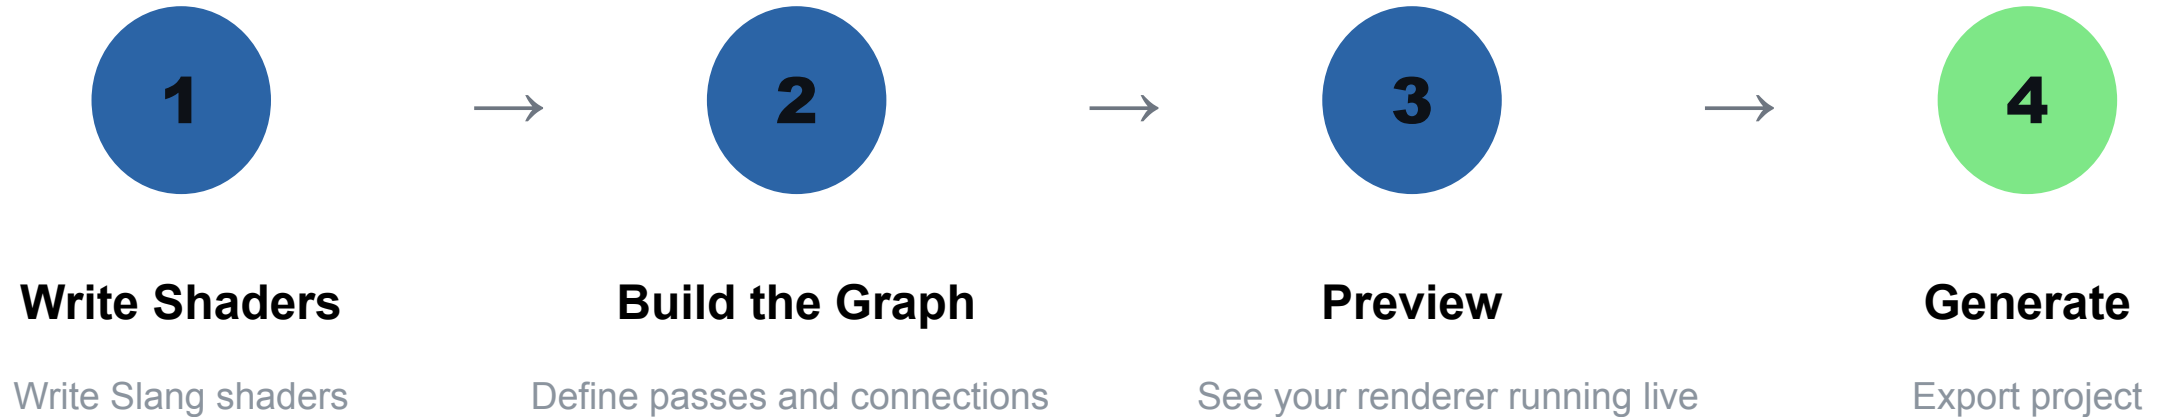 1 → 2 → 3 → 4
Write Shaders
Build the Graph
Preview
Generate
Write Slang shaders
Define passes and connections
See your renderer running live
Export project